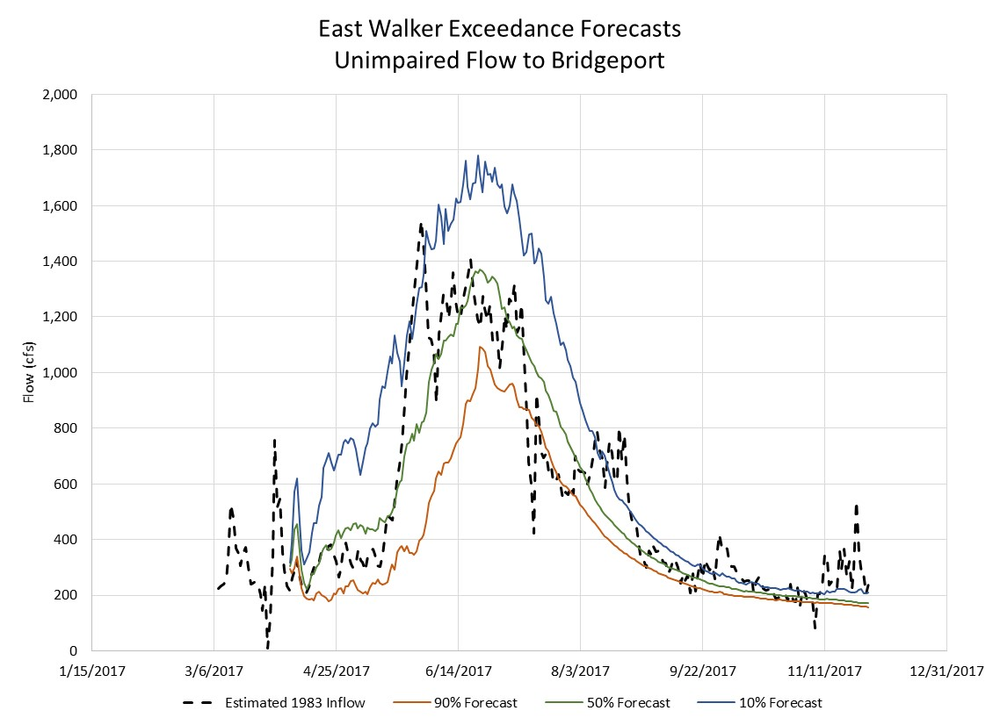 East Walker Exceedance Forecasts
Unimpaired Flow to Bridgeport
2,000
1,800
1,600
1,400
1,200
1,000
800
600
400
200
0
Flow (cfs)
1/15/2017 3/6/2017 4/25/2017 6/14/2017 8/3/2017 9/22/2017 11/11/2017 12/31/2017
Estimated 1983 Inflow 90% Forecast 50% Forecast 10% Forecast